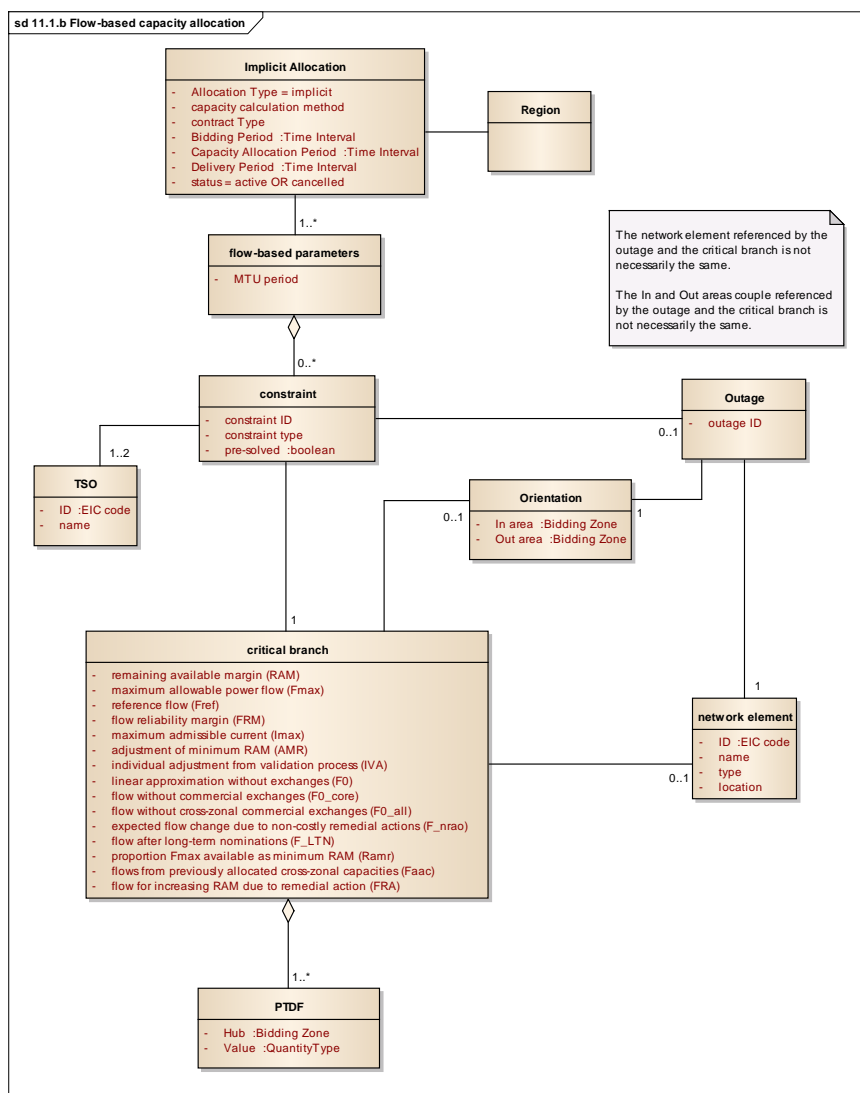 sd 11.1.b Flow-based capacity allocation
Implicit Allocation
- Allocation Type = implicit
- capacity calculation method
- contract Type
- Bidding Period :Time Interval
- Capacity Allocation Period :Time Interval
- Delivery Period :Time Interval
- status = active OR cancelled
Region
1..*
flow-based parameters
- MTU period
The network element referenced by the
outage and the critical branch is not
necessarily the same.
The In and Out areas couple referenced
by the outage and the critical branch is
not necessarily the same.
0..*
constraint
- constraint ID
- constraint type
- pre-solved :boolean
Outage
- outage ID
0..1
1..2
TSO
- ID :EIC code
- name
Orientation
- In area :Bidding Zone
- Out area :Bidding Zone
0..1
1
1
critical branch
- remaining available margin (RAM)
- maximum allowable power flow (Fmax)
- reference flow (Fref)
- flow reliability margin (FRM)
- maximum admissible current (Imax)
- adjustment of minimum RAM (AMR)
- individual adjustment from validation process (IVA)
- linear approximation without exchanges (F0)
- flow without commercial exchanges (F0_core)
- flow without cross-zonal commercial exchanges (F0_all)
- expected flow change due to non-costly remedial actions (F_nrao)
- flow after long-term nominations (F_LTN)
- proportion Fmax available as minimum RAM (Ramr)
- flows from previously allocated cross-zonal capacities (Faac)
- flow for increasing RAM due to remedial action (FRA)
1
network element
- ID :EIC code
- name
- type
- location
0..1
1..*
PTDF
- Hub :Bidding Zone
- Value :QuantityType